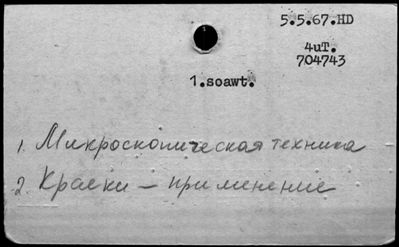 5.5.67.HD
4uT.
704743
1.soawt.
1. Микроскопическая техника
2. Краски — применение